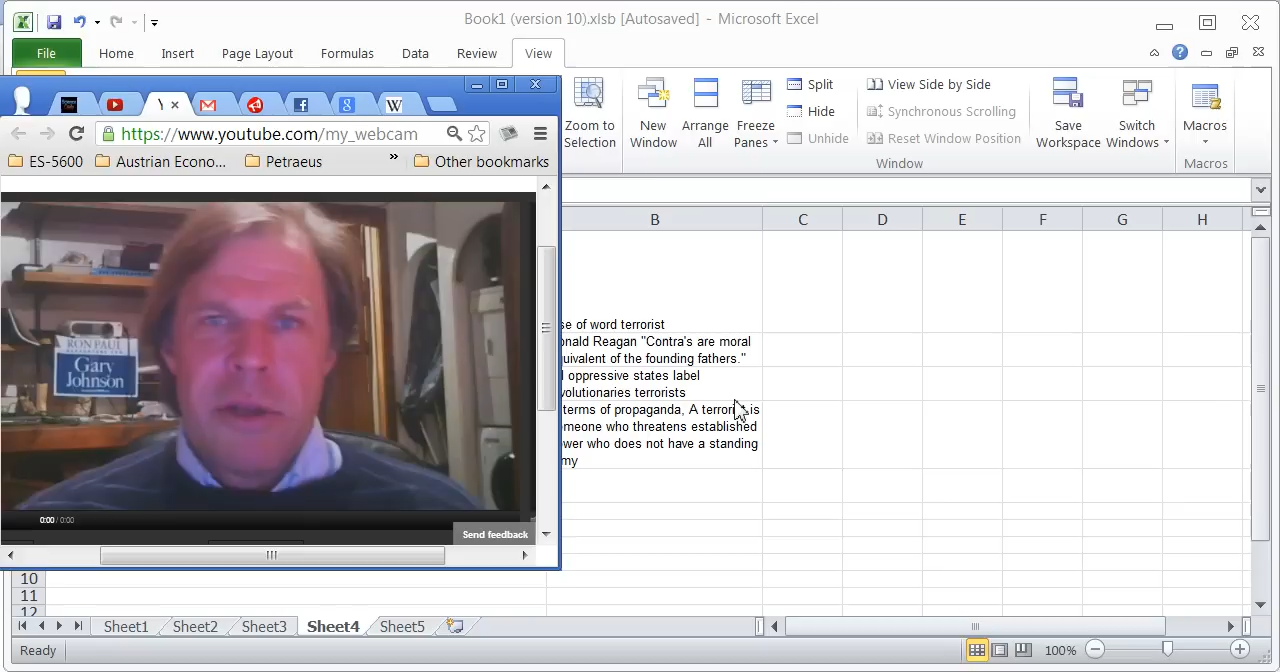 Book1 (version 10).xlsb [Autosaved] - Microsoft Excel
File Home Insert Page Layout Formulas Data Review View
Zoom to Selection
New Window
Arrange All
Freeze Panes
Split
Hide
Unhide
View Side by Side
Synchronous Scrolling
Reset Window Position
Save Workspace
Switch Windows
Macros
Window
Macros
https://www.youtube.com/my_webcam
ES-5600 Austrian Econo... Petraeus » Other bookmarks
B C D E F G H
RON PAUL
Gary
Johnson
0:00 / 0:00
Send feedback
se of word terrorist
onald Reagan "Contra's are moral
quivalent of the founding fathers."
l oppressive states label
volutionaries terrorists
terms of propaganda, A terrorist is
omeone who threatens established
ower who does not have a standing
my
10
11
12
Sheet1 Sheet2 Sheet3 Sheet4 Sheet5
Ready 100%